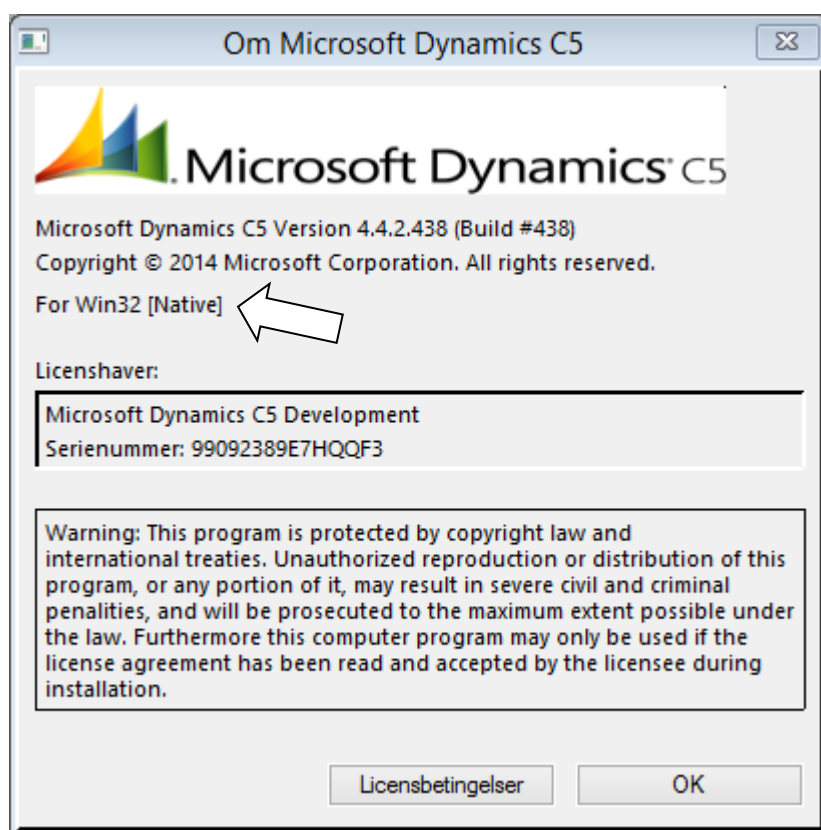 Om Microsoft Dynamics C5
Microsoft Dynamics C5
Microsoft Dynamics C5 Version 4.4.2.438 (Build #438)
Copyright © 2014 Microsoft Corporation. All rights reserved.
For Win32 [Native]
Licenshaver:
Microsoft Dynamics C5 Development
Serienummer: 99092389E7HQQF3
Warning: This program is protected by copyright law and
international treaties. Unauthorized reproduction or distribution of this
program, or any portion of it, may result in severe civil and criminal
penalities, and will be prosecuted to the maximum extent possible under
the law. Furthermore this computer program may only be used if the
license agreement has been read and accepted by the licensee during
installation.
Licensbetingelser OK